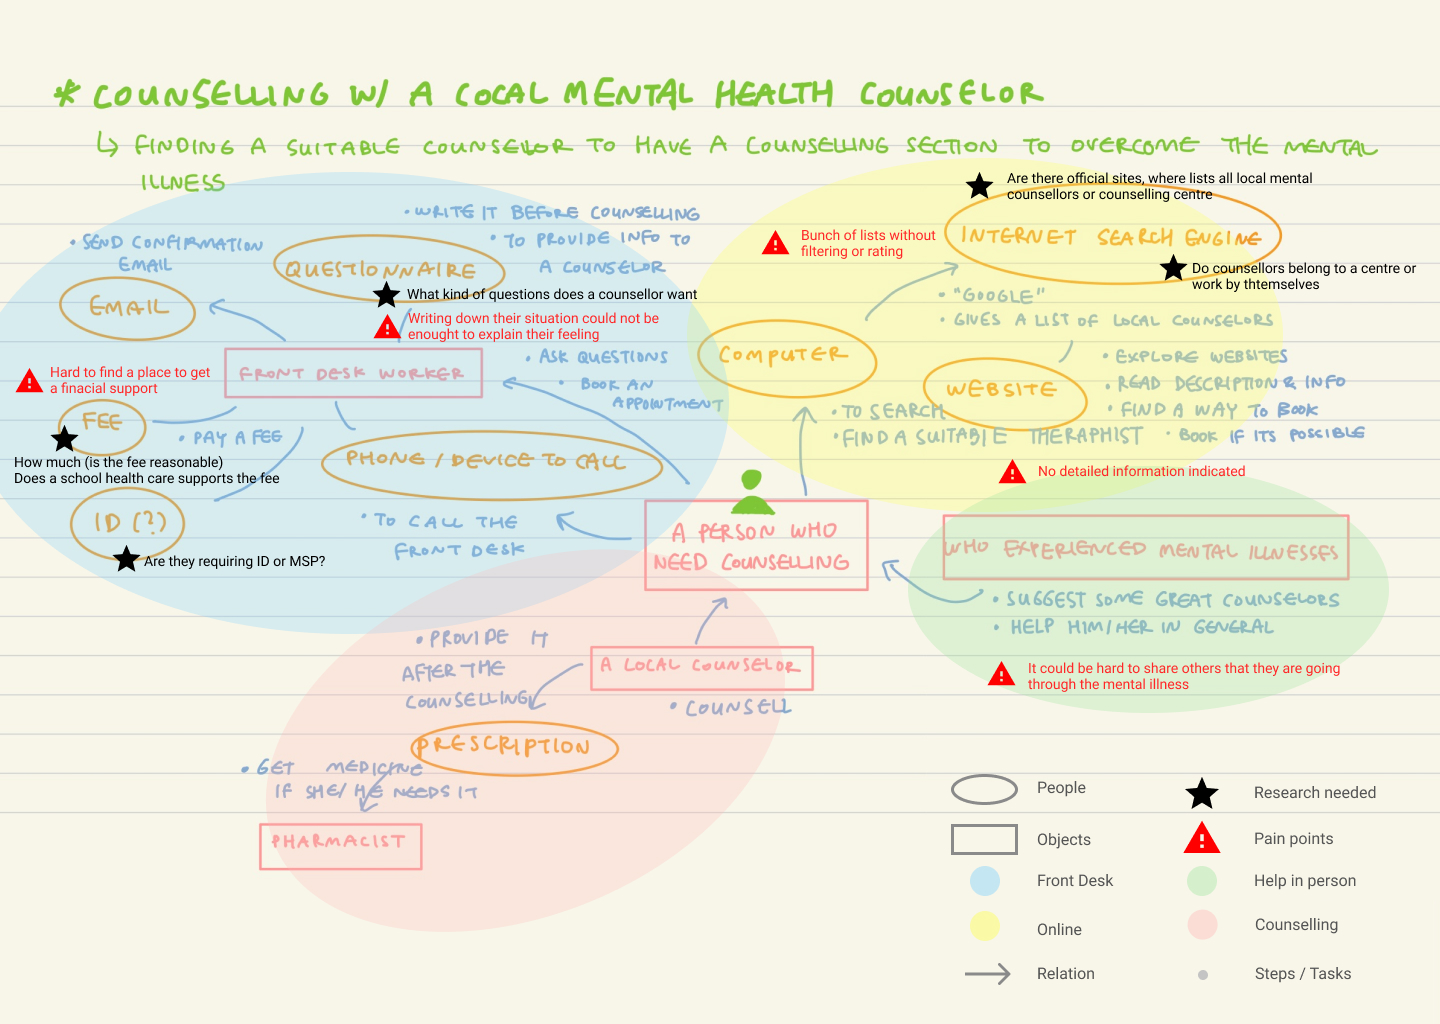 * COUNSELLING W/ A LOCAL MENTAL HEALTH COUNSELOR
↳ FINDING A SUITABLE COUNSELOR TO HAVE A COUNSELLING SECTION TO OVERCOME THE MENTAL
ILLNESS
• SEND CONFIRMATION
EMAIL
EMAIL
• WRITE IT BEFORE COUNSELLING
• TO PROVIDE INFO TO
A COUNSELOR
QUESTIONNAIRE
What kind of questions does a counsellor want
Writing down their situation could not be
enought to explain their feeling
FRONT DESK WORKER
• ASK QUESTIONS
• BOOK AN
APPOINTMENT
Hard to find a place to get
a finacial support
FEE
• PAY A FEE
How much (is the fee reasonable)
Does a school health care supports the fee
PHONE / DEVICE TO CALL
• TO CALL THE
FRONT DESK
ID (?)
Are they requiring ID or MSP?
Are there official sites, where lists all local mental
counsellors or counselling centre
INTERNET SEARCH ENGINE
Bunch of lists without
filtering or rating
Do counsellors belong to a centre or
work by thtemselves
• "GOOGLE"
• GIVES A LIST OF LOCAL COUNSELORS
COMPUTER
• TO SEARCH
• FIND A SUITABLE THERAPHIST
WEBSITE
• EXPLORE WEBSITES
• READ DESCRIPTION & INFO
• FIND A WAY TO BOOK
• BOOK IF ITS POSSIBLE
No detailed information indicated
A PERSON WHO
NEED COUNSELLING
WHO EXPERIENCED MENTAL ILLNESSES
• SUGGEST SOME GREAT COUNSELORS
• HELP HIM/HER IN GENERAL
It could be hard to share others that they are going
through the mental illness
A LOCAL COUNSELOR
• COUNSELL
• PROVIDE IT
AFTER THE
COUNSELLING
PRESCRIPTION
• GET MEDICINE
IF SHE/HE NEEDS IT
PHARMACIST
People
Objects
Front Desk
Online
Relation
Research needed
Pain points
Help in person
Counselling
Steps / Tasks